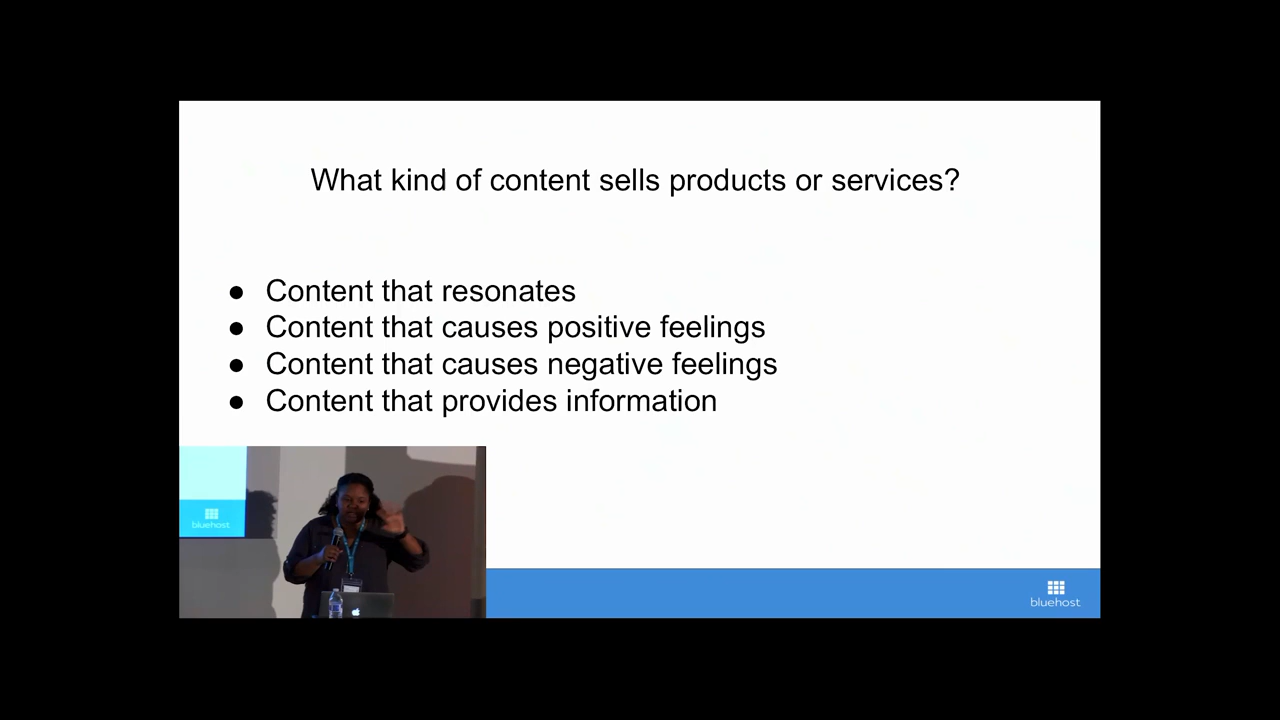 What kind of content sells products or services?
● Content that resonates
● Content that causes positive feelings
● Content that causes negative feelings
● Content that provides information
bluehost
bluehost